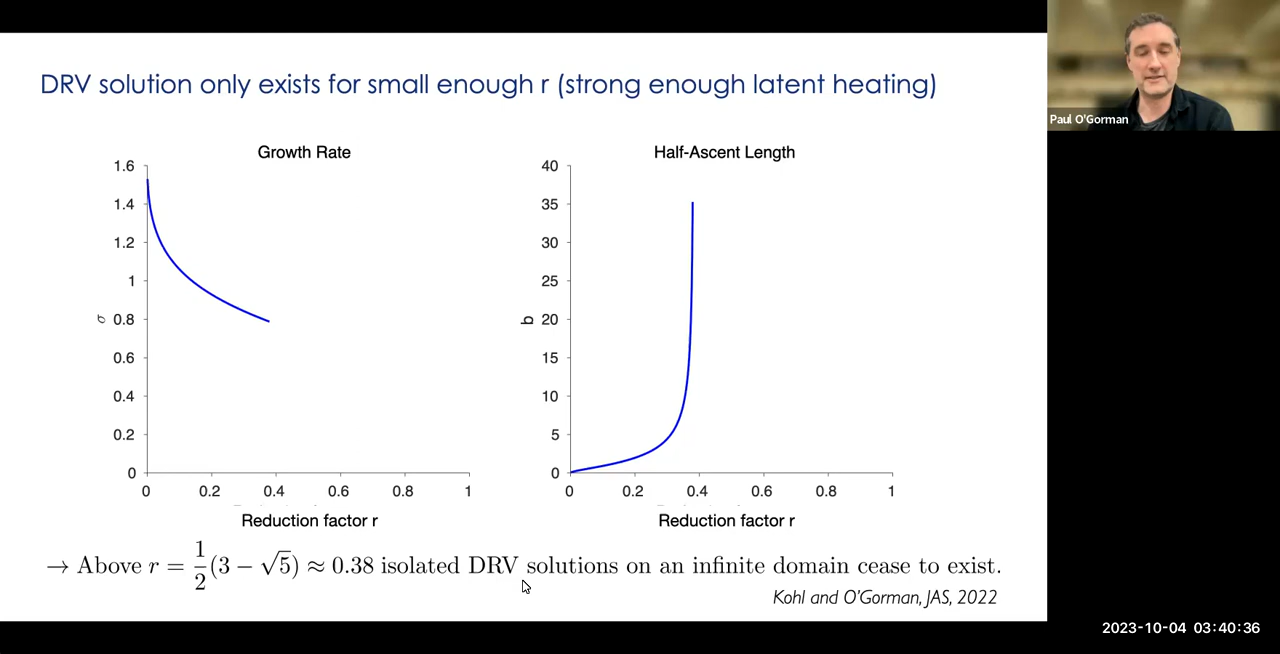 DRV solution only exists for small enough r (strong enough latent heating)
Paul O'Gorman
Growth Rate
1.6
1.4
1.2
1
0.8
0.6
0.4
0.2
0
σ
0 0.2 0.4 0.6 0.8 1
Reduction factor r
Half-Ascent Length
40
35
30
25
20
15
10
5
0
b
0 0.2 0.4 0.6 0.8 1
Reduction factor r
→ Above r = 1/2(3 − √5) ≈ 0.38 isolated DRV solutions on an infinite domain cease to exist.
Kohl and O'Gorman, JAS, 2022
2023-10-04 03:40:36